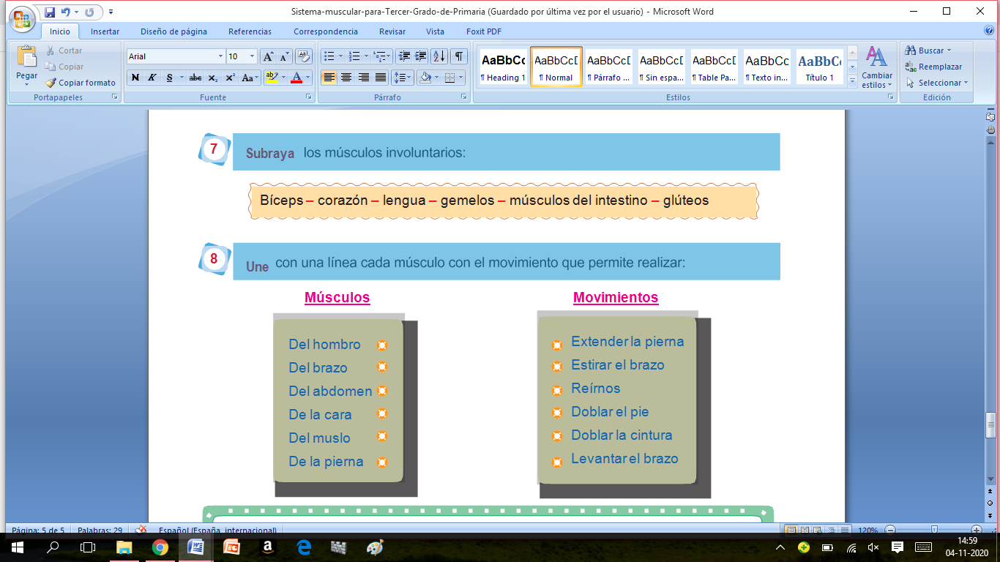 Sistema-muscular-para-Tercer-Grado-de-Primaria (Guardado por última vez por el usuario) - Microsoft Word
Inicio Insertar Diseño de página Referencias Correspondencia Revisar Vista Foxit PDF
Pegar
Cortar
Copiar
Copiar formato
Portapapeles
Arial 10
N K S abc x₂ x² Aa
Fuente
Párrafo
AaBbCc AaBbCcD AaBbCcD AaBbCcD AaBbCcD AaBbCc AaBbC
¶ Heading 1 ¶ Normal ¶ Párrafo ... ¶ Sin espa... ¶ Table Pa... ¶ Texto in... Título 1
Cambiar estilos
Estilos
Buscar
Reemplazar
Seleccionar
Edición
7 Subraya los músculos involuntarios:
Bíceps – corazón – lengua – gemelos – músculos del intestino – glúteos
8 Une con una línea cada músculo con el movimiento que permite realizar:
Músculos
Del hombro
Del brazo
Del abdomen
De la cara
Del muslo
De la pierna
Movimientos
Extender la pierna
Estirar el brazo
Reírnos
Doblar el pie
Doblar la cintura
Levantar el brazo
Página: 5 de 5 Palabras: 29 Español (España, internacional) 120%
14:59
04-11-2020